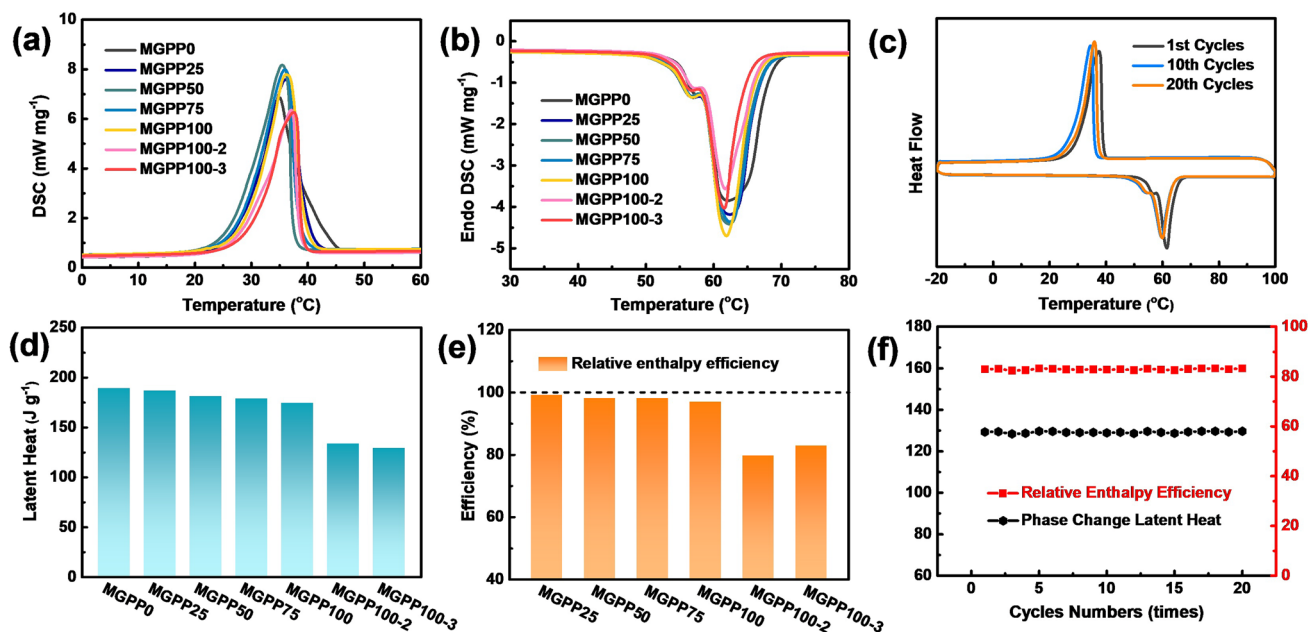 (a)
MGPP0
MGPP25
MGPP50
MGPP75
MGPP100
MGPP100-2
MGPP100-3
DSC (mW mg⁻¹)
10
8
6
4
2
0
0 10 20 30 40 50 60
Temperature (°C)
(b)
MGPP0
MGPP25
MGPP50
MGPP75
MGPP100
MGPP100-2
MGPP100-3
Endo DSC (mW mg⁻¹)
0
-1
-2
-3
-4
-5
30 40 50 60 70 80
Temperature (°C)
(c)
1st Cycles
10th Cycles
20th Cycles
Heat Flow
-20 0 20 40 60 80 100
Temperature (°C)
(d)
Latent Heat (J g⁻¹)
250
200
150
100
50
0
MGPP0 MGPP25 MGPP50 MGPP75 MGPP100 MGPP100-2 MGPP100-3
(e)
Relative enthalpy efficiency
Efficiency (%)
120
100
80
60
40
MGPP25 MGPP50 MGPP75 MGPP100 MGPP100-2 MGPP100-3
(f)
Relative Enthalpy Efficiency
Phase Change Latent Heat
180
160
140
120
100
80
60
100
80
60
40
20
0
0 5 10 15 20
Cycles Numbers (times)